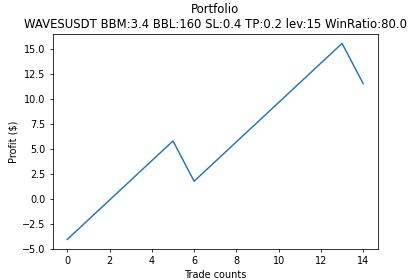 Portfolio
WAVESUSDT BBM:3.4 BBL:160 SL:0.4 TP:0.2 lev:15 WinRatio:80.0
15.0
12.5
10.0
7.5
5.0
2.5
0.0
−2.5
−5.0
Profit ($)
0 2 4 6 8 10 12 14
Trade counts